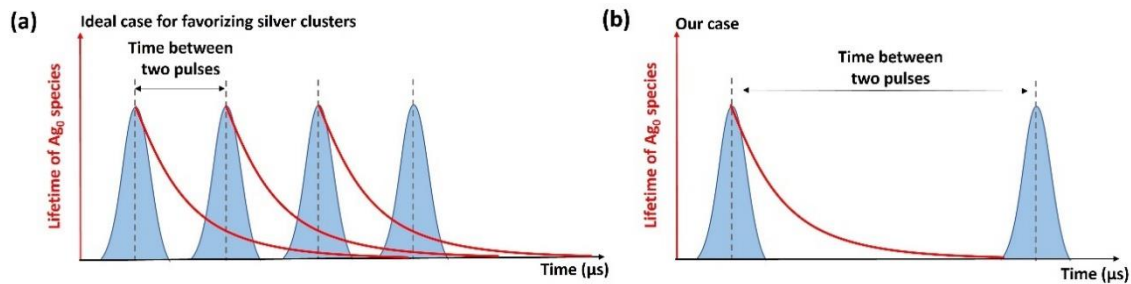 (a)
Ideal case for favorizing silver clusters
Time between
two pulses
Lifetime of Ag₀ species
Time (μs)
(b)
Our case
Time between
two pulses
Lifetime of Ag₀ species
Time (μs)